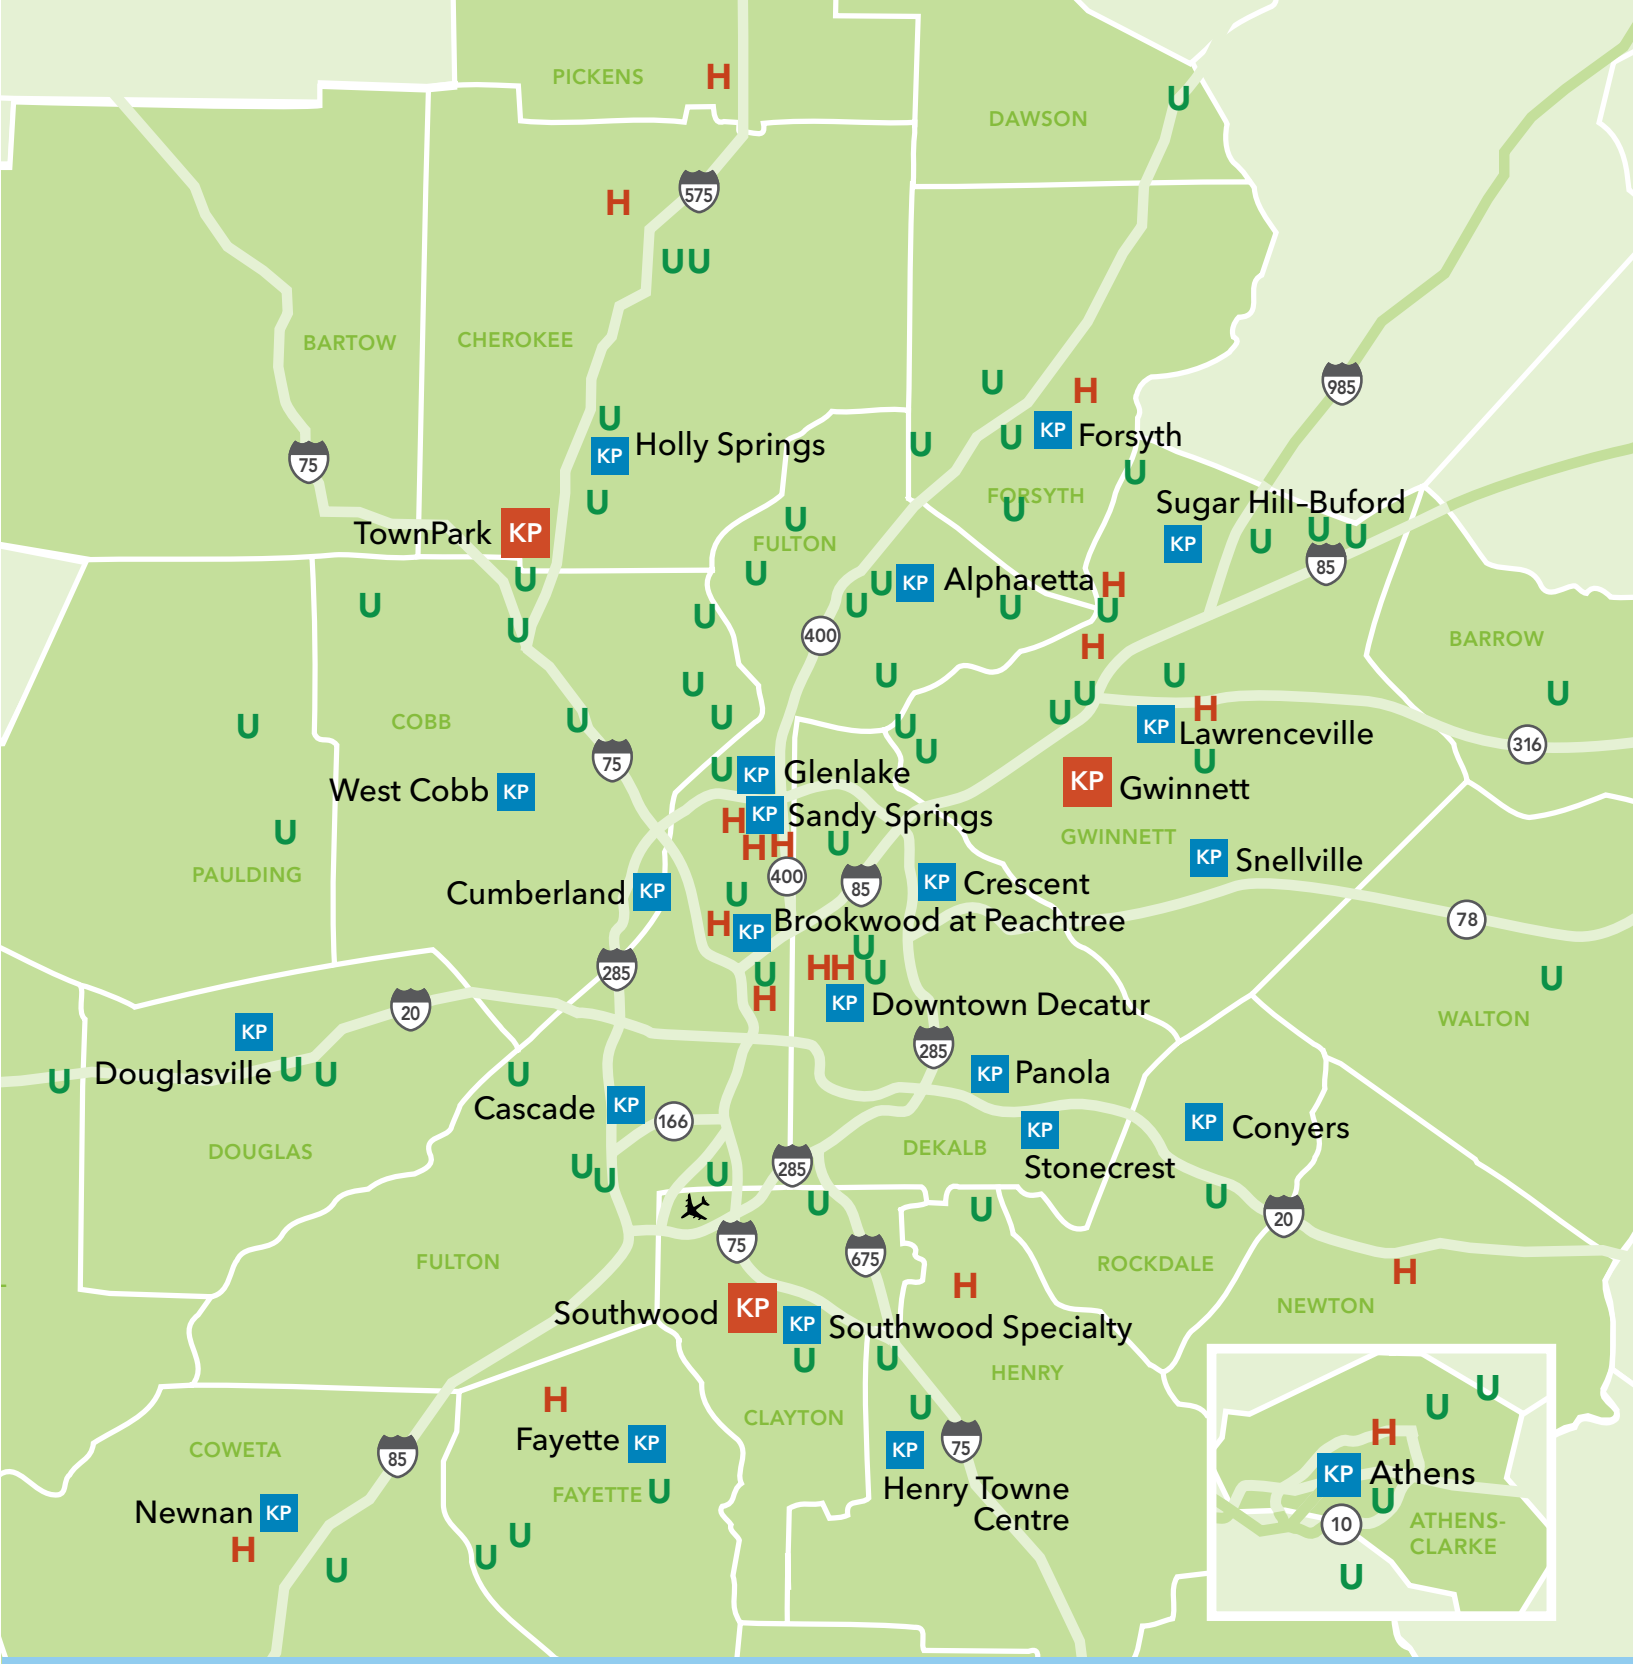 PICKENS
H
U
DAWSON
575
H
UU
BARTOW
CHEROKEE
985
U
H
U
KP
Holly Springs
U
U
KP
Forsyth
75
U
U
FORSYTH
U
Sugar Hill-Buford
U
TownPark
KP
FULTON
KP
U
U
U
85
U
U
U
KP
Alpharetta
H
U
U
U
U
U
U
400
H
BARROW
U
U
U
U
U
U
U
COBB
U
U
U
U
H
KP
Lawrenceville
316
U
75
U
KP
Glenlake
U
West Cobb
KP
KP
Gwinnett
H
KP
Sandy Springs
U
HH
U
GWINNETT
PAULDING
400
85
KP
Crescent
KP
Snellville
Cumberland
KP
U
H
KP
Brookwood at Peachtree
78
U
285
U
HH
U
U
H
KP
Downtown Decatur
20
WALTON
KP
285
Douglasville
U
U
U
U
KP
Panola
Cascade
KP
166
KP
Stonecrest
KP
Conyers
DOUGLAS
DEKALB
U
U
U
285
U
U
U
20
75
675
FULTON
ROCKDALE
H
H
NEWTON
Southwood
KP
KP
Southwood Specialty
U
U
HENRY
H
U
CLAYTON
U
U
COWETA
85
Fayette
KP
KP
75
H
KP
Athens
Henry Towne
Centre
FAYETTE
U
U
Newnan
KP
10
ATHENS-
CLARKE
H
U
U
U
U